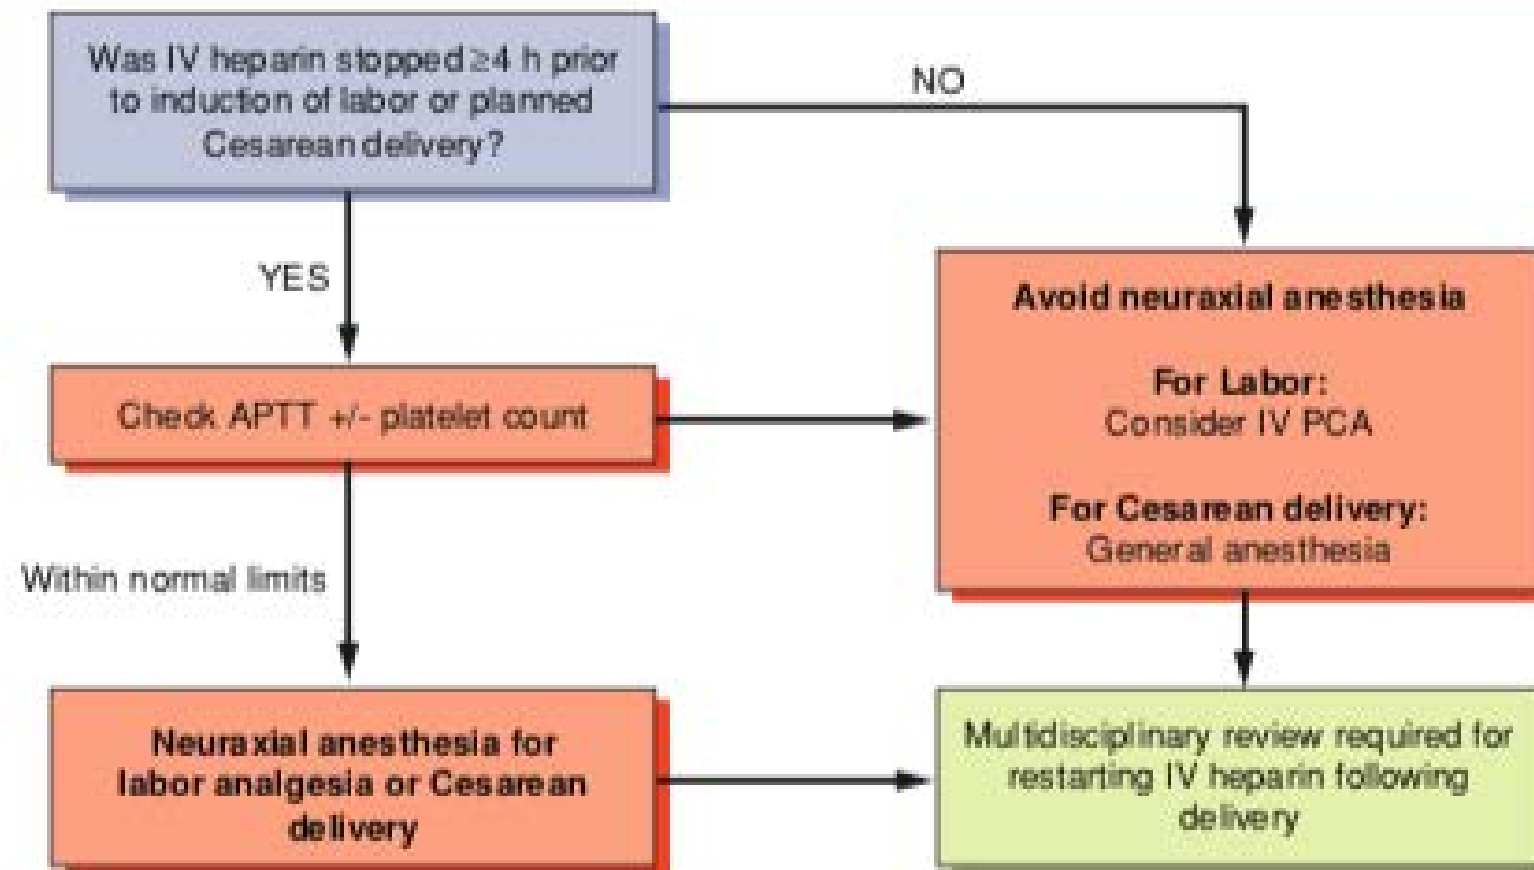 Was IV heparin stopped ≥4 h prior
to induction of labor or planned
Cesarean delivery?
NO
YES
Avoid neuraxial anesthesia
For Labor:
Consider IV PCA
For Cesarean delivery:
General anesthesia
Check APTT +/- platelet count
Within normal limits
Neuraxial anesthesia for
labor analgesia or Cesarean
delivery
Multidisciplinary review required for
restarting IV heparin following
delivery